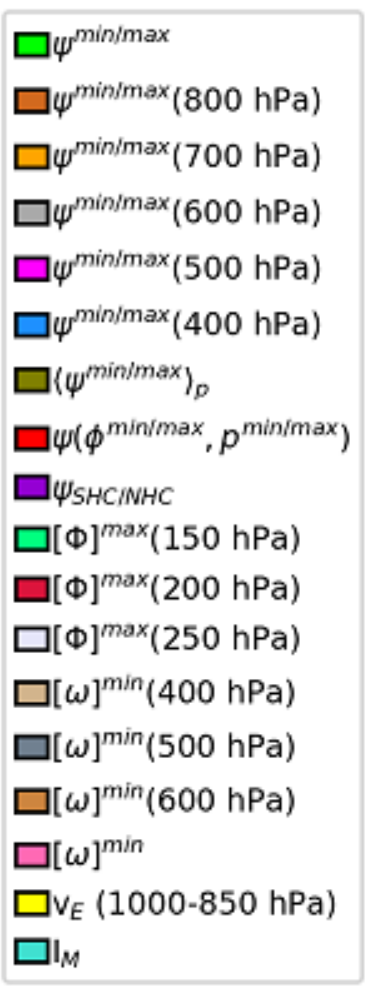 ψ^{min/max}
ψ^{min/max}(800 hPa)
ψ^{min/max}(700 hPa)
ψ^{min/max}(600 hPa)
ψ^{min/max}(500 hPa)
ψ^{min/max}(400 hPa)
⟨ψ^{min/max}⟩_p
ψ(ϕ^{min/max}, p^{min/max})
ψ_{SHC/NHC}
[Φ]^{max}(150 hPa)
[Φ]^{max}(200 hPa)
[Φ]^{max}(250 hPa)
[ω]^{min}(400 hPa)
[ω]^{min}(500 hPa)
[ω]^{min}(600 hPa)
[ω]^{min}
v_E (1000-850 hPa)
I_M